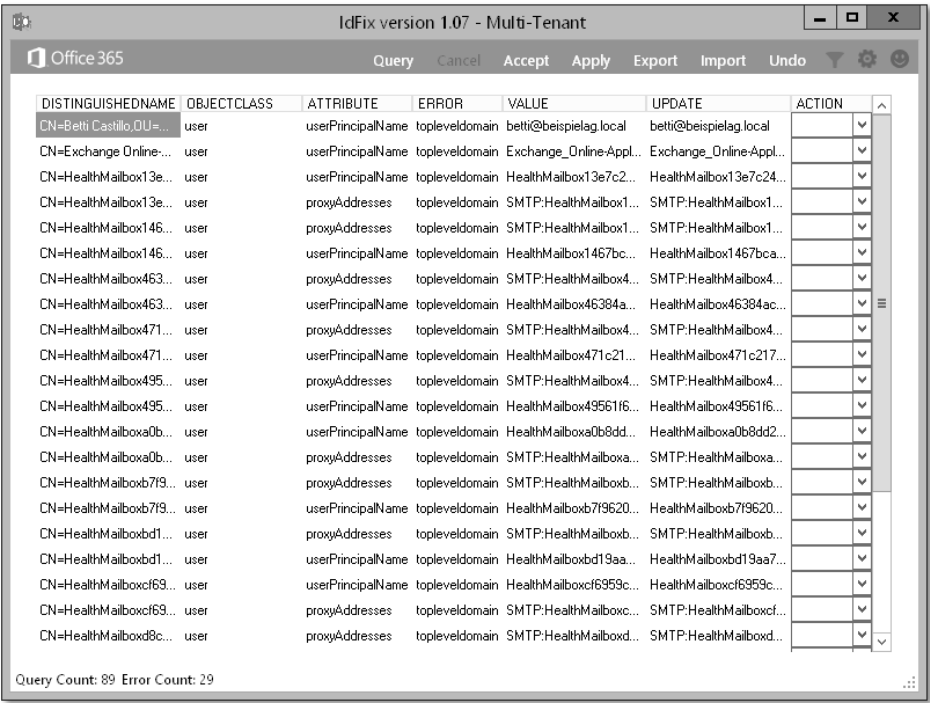 IdFix version 1.07 - Multi-Tenant
Office 365 Query Cancel Accept Apply Export Import Undo
DISTINGUISHEDNAME OBJECTCLASS ATTRIBUTE ERROR VALUE UPDATE ACTION
CN=Betti Castillo,OU=... user userPrincipalName topleveldomain betti@beispielag.local betti@beispielag.local
CN=Exchange Online-... user userPrincipalName topleveldomain Exchange_Online-Appl... Exchange_Online-Appl...
CN=HealthMailbox13e... user userPrincipalName topleveldomain HealthMailbox13e7c2... HealthMailbox13e7c24...
CN=HealthMailbox13e... user proxyAddresses topleveldomain SMTP:HealthMailbox1... SMTP:HealthMailbox1...
CN=HealthMailbox146... user proxyAddresses topleveldomain SMTP:HealthMailbox1... SMTP:HealthMailbox1...
CN=HealthMailbox146... user userPrincipalName topleveldomain HealthMailbox1467bc... HealthMailbox1467bca...
CN=HealthMailbox463... user proxyAddresses topleveldomain SMTP:HealthMailbox4... SMTP:HealthMailbox4...
CN=HealthMailbox463... user userPrincipalName topleveldomain HealthMailbox46384a... HealthMailbox46384ac...
CN=HealthMailbox471... user proxyAddresses topleveldomain SMTP:HealthMailbox4... SMTP:HealthMailbox4...
CN=HealthMailbox471... user userPrincipalName topleveldomain HealthMailbox471c21... HealthMailbox471c217...
CN=HealthMailbox495... user proxyAddresses topleveldomain SMTP:HealthMailbox4... SMTP:HealthMailbox4...
CN=HealthMailbox495... user userPrincipalName topleveldomain HealthMailbox49561f6... HealthMailbox49561f6...
CN=HealthMailboxa0b... user userPrincipalName topleveldomain HealthMailboxa0b8dd... HealthMailboxa0b8dd2...
CN=HealthMailboxa0b... user proxyAddresses topleveldomain SMTP:HealthMailboxa... SMTP:HealthMailboxa...
CN=HealthMailboxb7f9... user proxyAddresses topleveldomain SMTP:HealthMailboxb... SMTP:HealthMailboxb...
CN=HealthMailboxb7f9... user userPrincipalName topleveldomain HealthMailboxb7f9620... HealthMailboxb7f9620...
CN=HealthMailboxbd1... user proxyAddresses topleveldomain SMTP:HealthMailboxb... SMTP:HealthMailboxb...
CN=HealthMailboxbd1... user userPrincipalName topleveldomain HealthMailboxbd19aa... HealthMailboxbd19aa7...
CN=HealthMailboxcf69... user userPrincipalName topleveldomain HealthMailboxcf6959c... HealthMailboxcf6959c...
CN=HealthMailboxcf69... user proxyAddresses topleveldomain SMTP:HealthMailboxc... SMTP:HealthMailboxcf...
CN=HealthMailboxd8c... user proxyAddresses topleveldomain SMTP:HealthMailboxd... SMTP:HealthMailboxd...
Query Count: 89 Error Count: 29